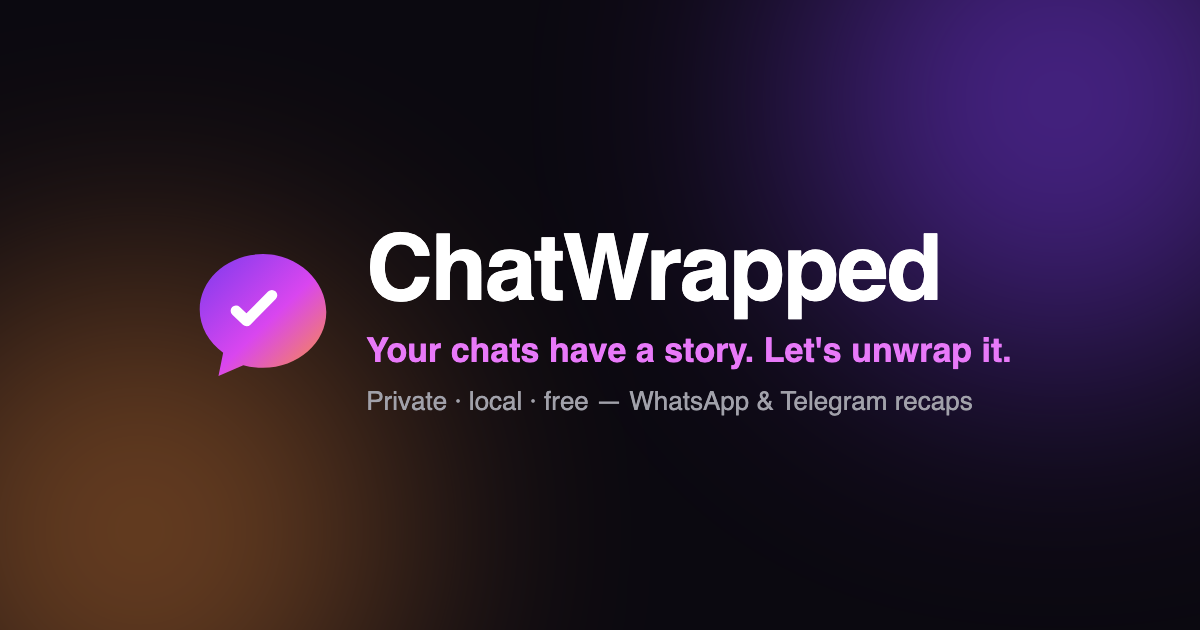 ChatWrapped
Your chats have a story. Let's unwrap it.
Private · local · free — WhatsApp & Telegram recaps